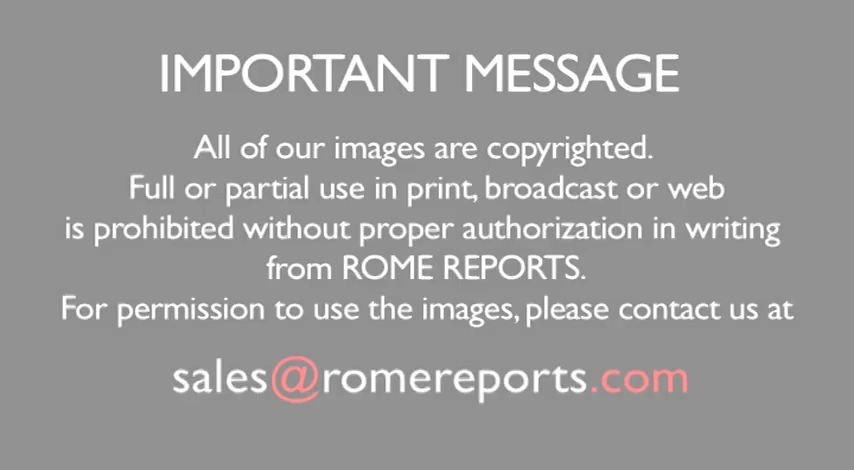 IMPORTANT MESSAGE
All of our images are copyrighted.
Full or partial use in print, broadcast or web
is prohibited without proper authorization in writing
from ROME REPORTS.
For permission to use the images, please contact us at
sales@romereports.com